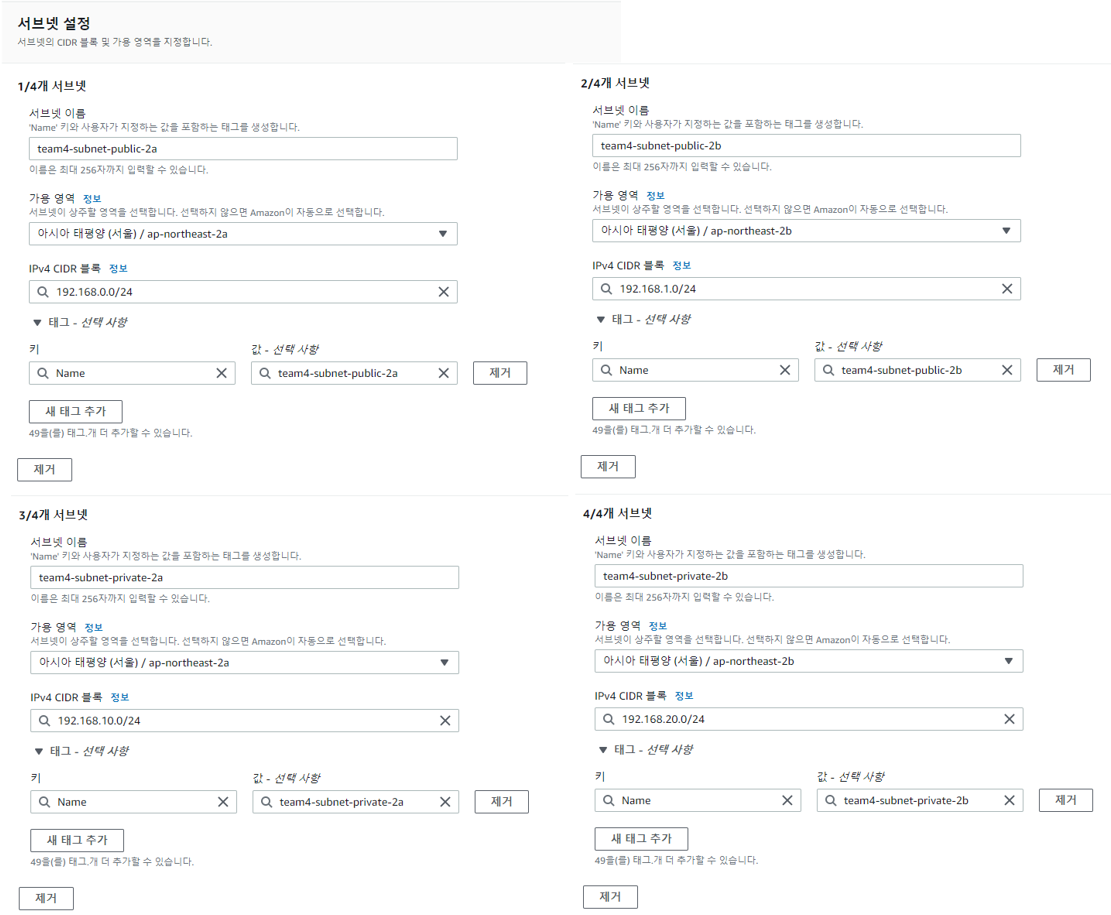 서브넷 설정
서브넷의 CIDR 블록 및 가용 영역을 지정합니다.
1/4개 서브넷
서브넷 이름
'Name' 키와 사용자가 지정하는 값을 포함하는 태그를 생성합니다.
team4-subnet-public-2a
이름은 최대 256자까지 입력할 수 있습니다.
가용 영역 정보
서브넷이 상주할 영역을 선택합니다. 선택하지 않으면 Amazon이 자동으로 선택합니다.
아시아 태평양 (서울) / ap-northeast-2a
IPv4 CIDR 블록 정보
192.168.0.0/24
태그 - 선택 사항
키
값 - 선택 사항
Name
team4-subnet-public-2a
제거
새 태그 추가
49을(를) 태그.개 더 추가할 수 있습니다.
제거
2/4개 서브넷
서브넷 이름
'Name' 키와 사용자가 지정하는 값을 포함하는 태그를 생성합니다.
team4-subnet-public-2b
이름은 최대 256자까지 입력할 수 있습니다.
가용 영역 정보
서브넷이 상주할 영역을 선택합니다. 선택하지 않으면 Amazon이 자동으로 선택합니다.
아시아 태평양 (서울) / ap-northeast-2b
IPv4 CIDR 블록 정보
192.168.1.0/24
태그 - 선택 사항
키
값 - 선택 사항
Name
team4-subnet-public-2b
제거
새 태그 추가
49을(를) 태그.개 더 추가할 수 있습니다.
제거
3/4개 서브넷
서브넷 이름
'Name' 키와 사용자가 지정하는 값을 포함하는 태그를 생성합니다.
team4-subnet-private-2a
이름은 최대 256자까지 입력할 수 있습니다.
가용 영역 정보
서브넷이 상주할 영역을 선택합니다. 선택하지 않으면 Amazon이 자동으로 선택합니다.
아시아 태평양 (서울) / ap-northeast-2a
IPv4 CIDR 블록 정보
192.168.10.0/24
태그 - 선택 사항
키
값 - 선택 사항
Name
team4-subnet-private-2a
제거
새 태그 추가
49을(를) 태그.개 더 추가할 수 있습니다.
제거
4/4개 서브넷
서브넷 이름
'Name' 키와 사용자가 지정하는 값을 포함하는 태그를 생성합니다.
team4-subnet-private-2b
이름은 최대 256자까지 입력할 수 있습니다.
가용 영역 정보
서브넷이 상주할 영역을 선택합니다. 선택하지 않으면 Amazon이 자동으로 선택합니다.
아시아 태평양 (서울) / ap-northeast-2b
IPv4 CIDR 블록 정보
192.168.20.0/24
태그 - 선택 사항
키
값 - 선택 사항
Name
team4-subnet-private-2b
제거
새 태그 추가
49을(를) 태그.개 더 추가할 수 있습니다.
제거